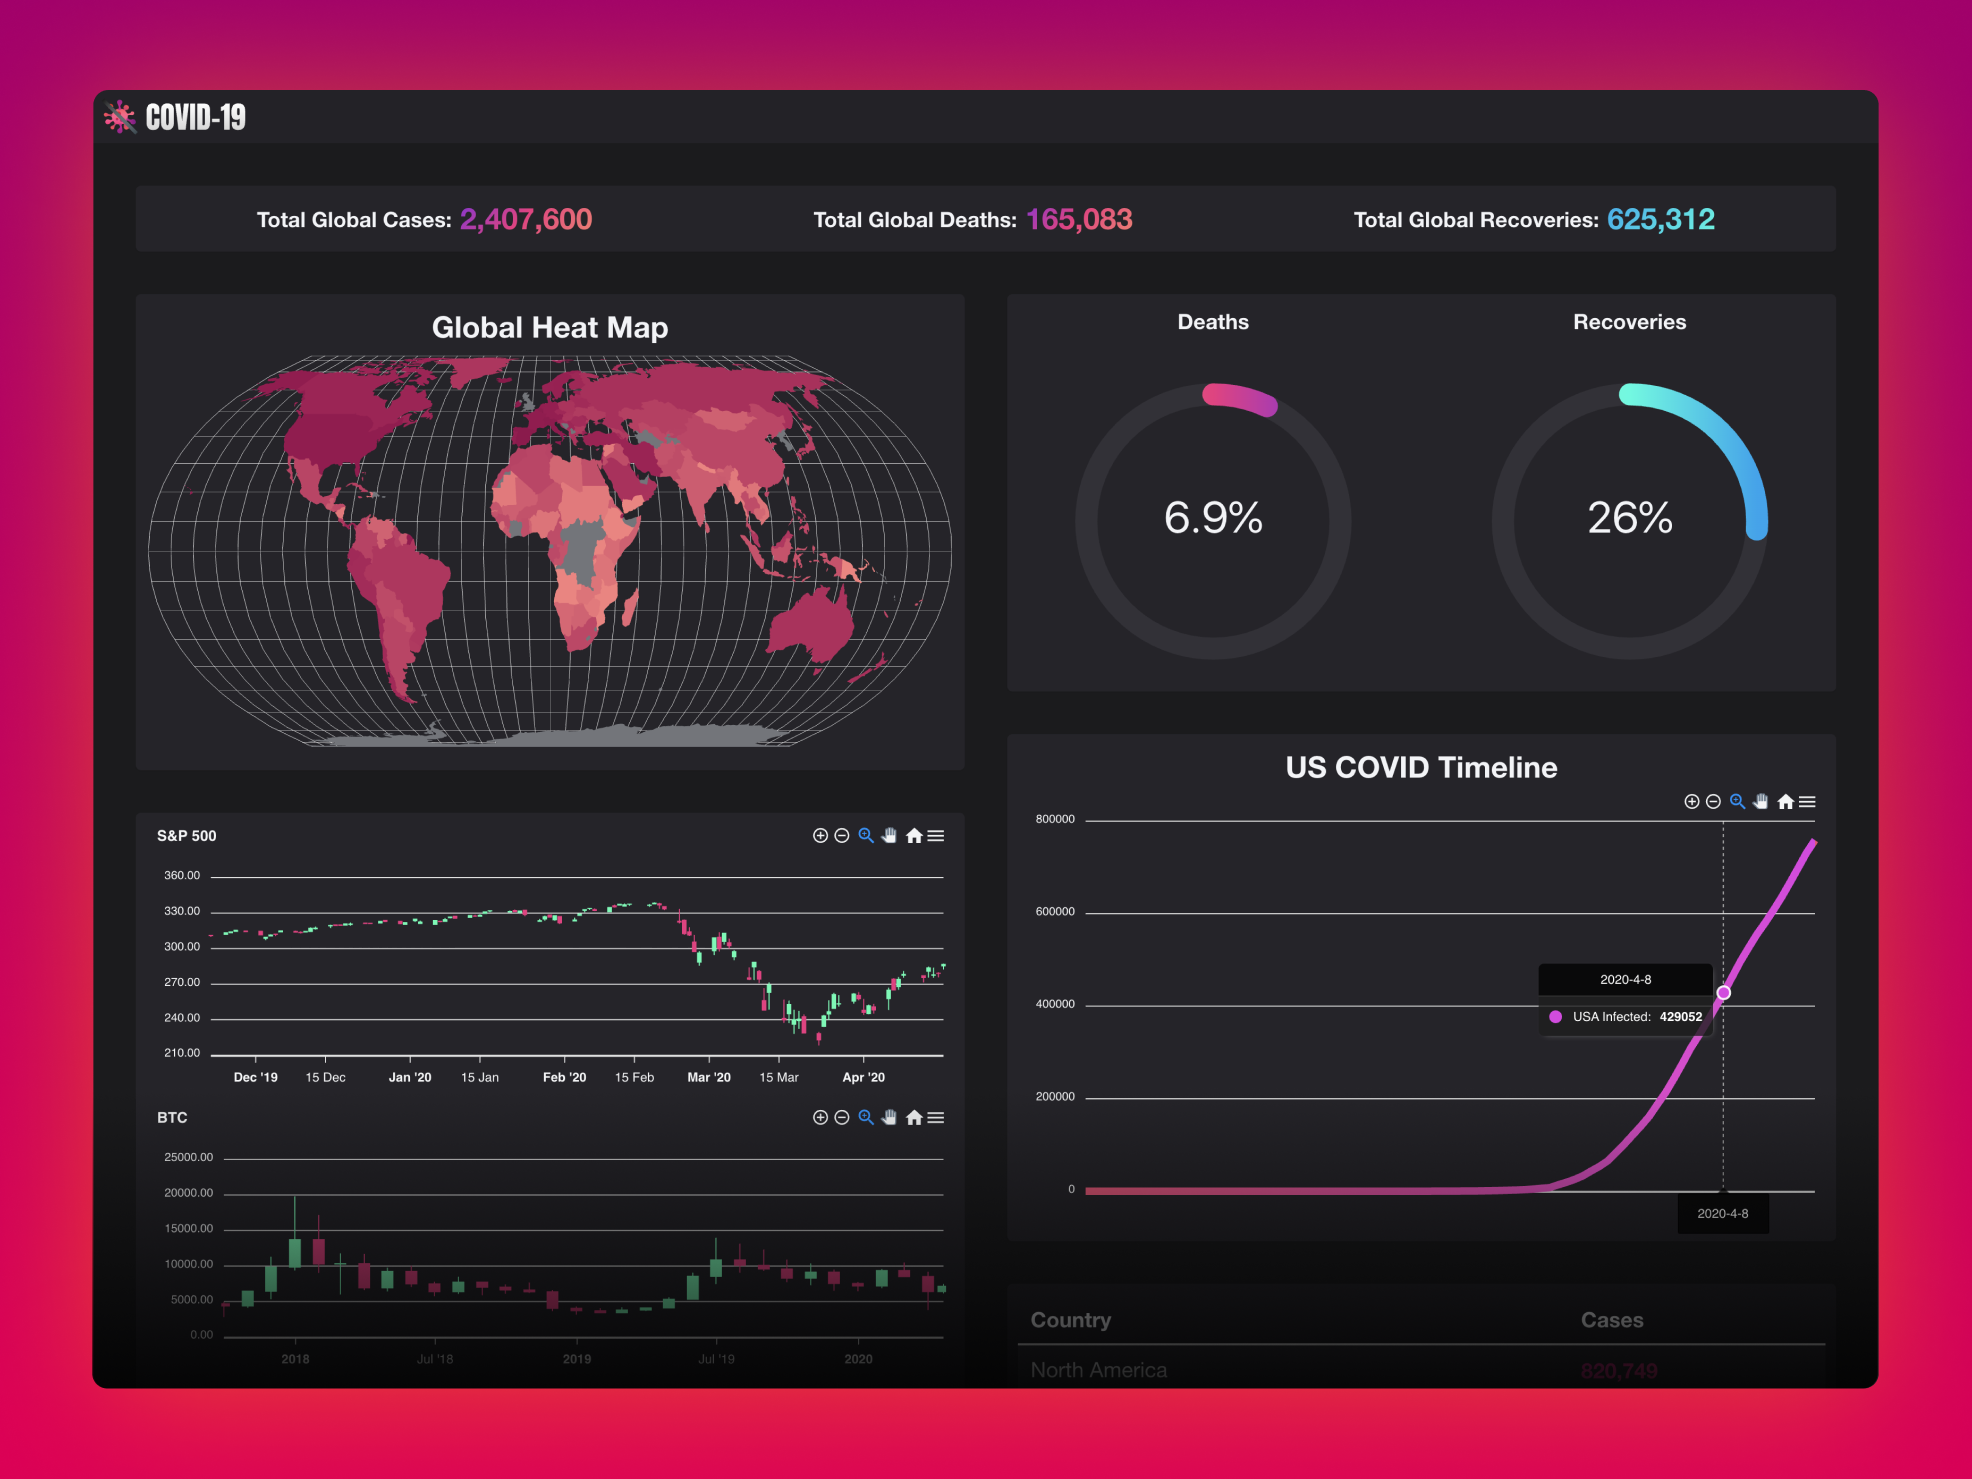 COVID-19
Total Global Cases: 2,407,600
Total Global Deaths: 165,083
Total Global Recoveries: 625,312
Global Heat Map
Deaths
Recoveries
6.9%
26%
US COVID Timeline
800000
600000
400000
200000
0
2020-4-8
USA Infected: 429052
2020-4-8
S&P 500
360.00
330.00
300.00
270.00
240.00
210.00
Dec '19 15 Dec Jan '20 15 Jan Feb '20 15 Feb Mar '20 15 Mar Apr '20
BTC
25000.00
20000.00
15000.00
10000.00
5000.00
0.00
2018 Jul '18 2019 Jul '19 2020
Country Cases
North America 820,749